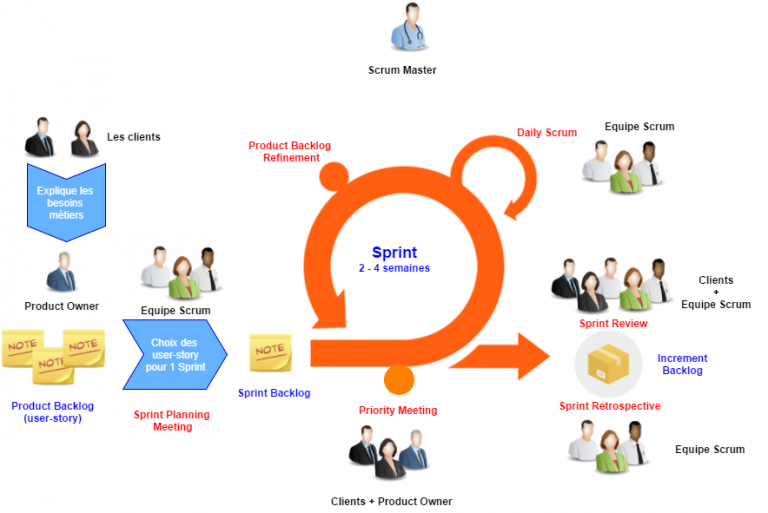 Scrum Master
Les clients
Explique les
besoins
mêtiers
Product Owner
Equipe Scrum
NOTE
NOTE
NOTE
Product Backlog
(user-story)
Choix des
user-story
pour 1 Sprint
Sprint Planning
Meeting
NOTE
Sprint Backlog
Product Backlog
Refinement
Sprint
2 - 4 semaines
Daily Scrum
Equipe Scrum
Priority Meeting
Clients + Product Owner
Clients
+
Equipe Scrum
Sprint Review
Increment
Backlog
Sprint Retrospective
Equipe Scrum